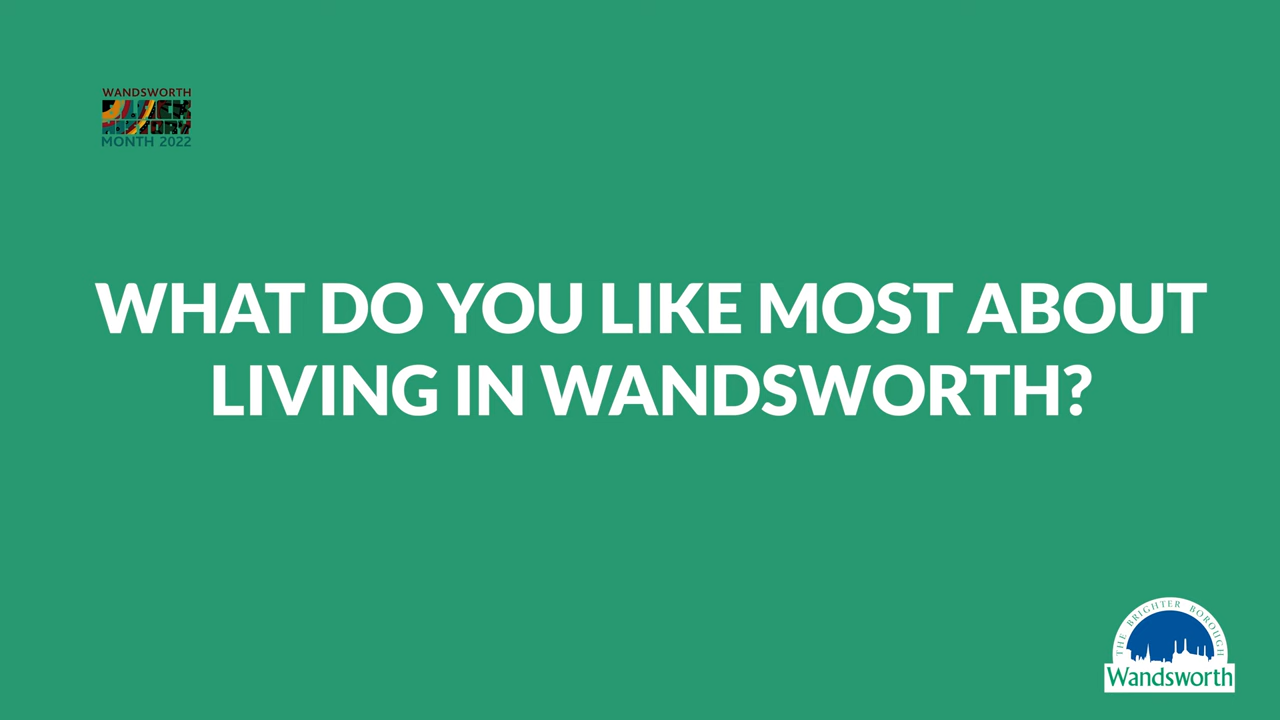 WANDSWORTH
BLACK
HISTORY
MONTH 2022
WHAT DO YOU LIKE MOST ABOUT
LIVING IN WANDSWORTH?
THE BRIGHTER BOROUGH
Wandsworth